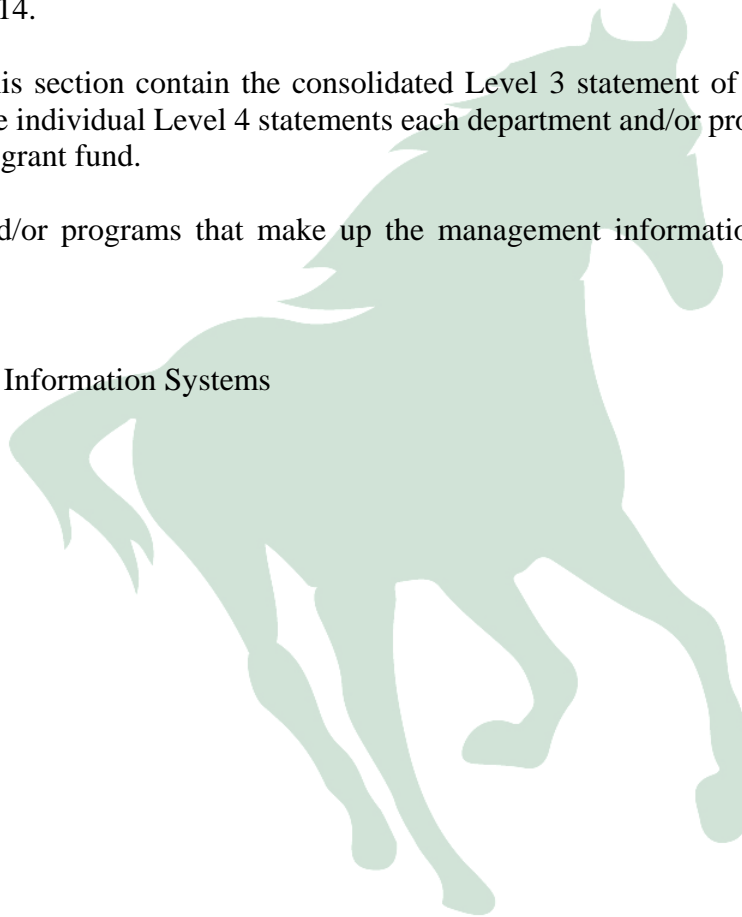 14.
is section contain the consolidated Level 3 statement of
e individual Level 4 statements each department and/or pro
grant fund.
d/or programs that make up the management informatio
Information Systems